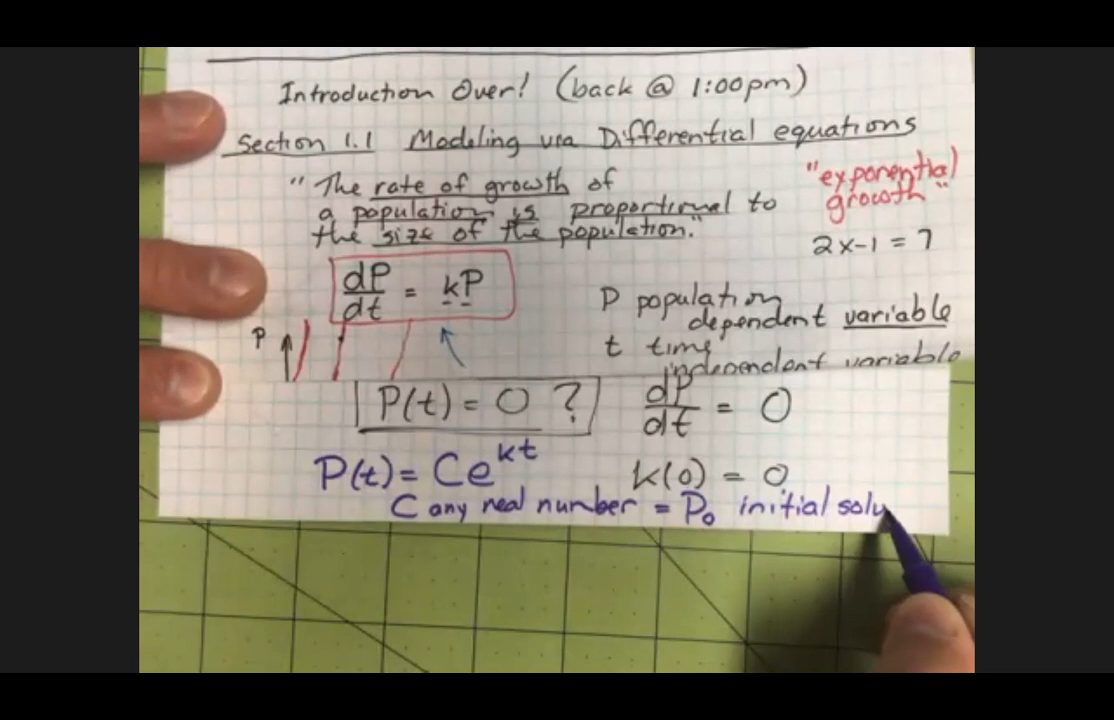 Introduction Over! (back @ 1:00pm)
Section 1.1 Modeling via Differential equations
"The rate of growth of
a population is proportional to
the size of the population."
"exponential
growth"
2x-1 = 7
dP/dt = kP
P population
dependent variable
t time
independent variable
P
P(t) = 0 ?
dP/dt = 0
P(t) = Ce^kt
k(0) = 0
C any real number = P₀ initial solu